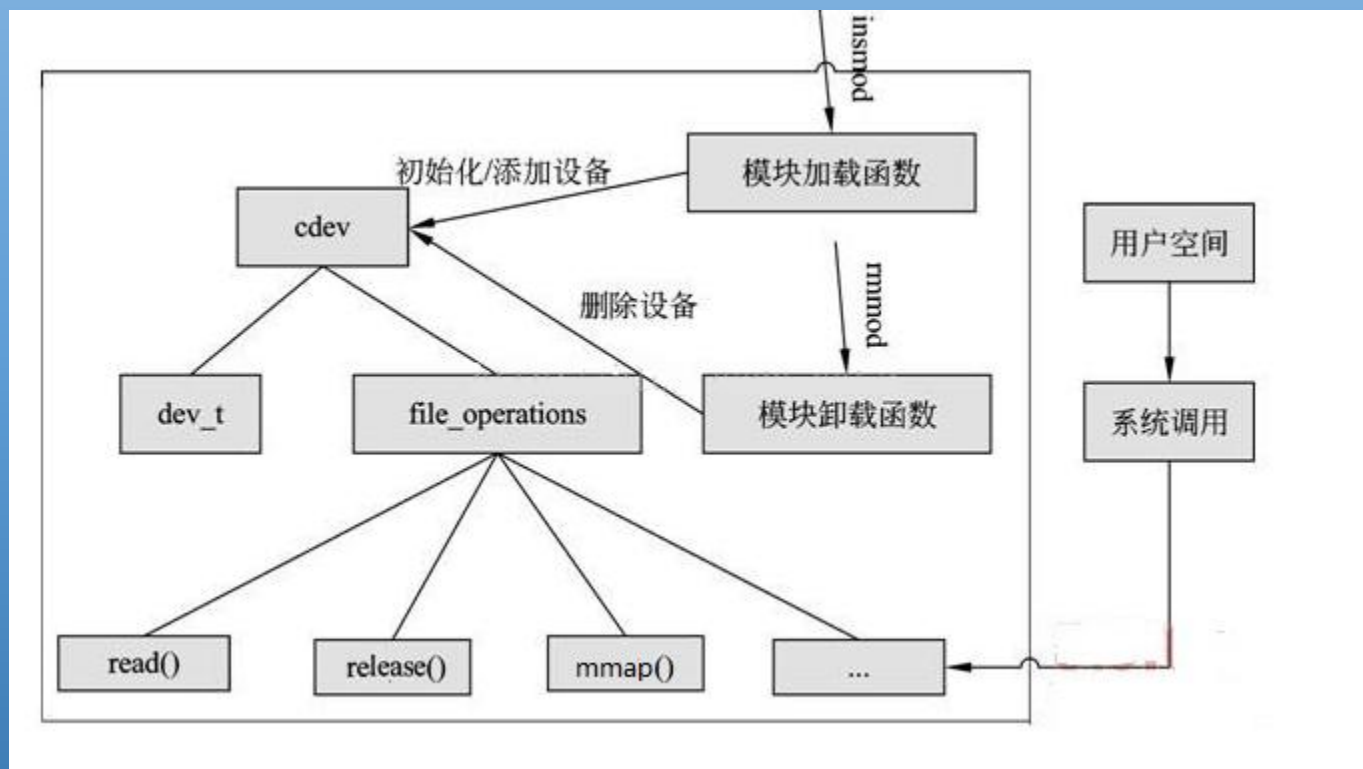 insmod
模块加载函数
初始化/添加设备
cdev
用户空间
rmmod
删除设备
dev_t
file_operations
模块卸载函数
系统调用
read()
release()
mmap()
...